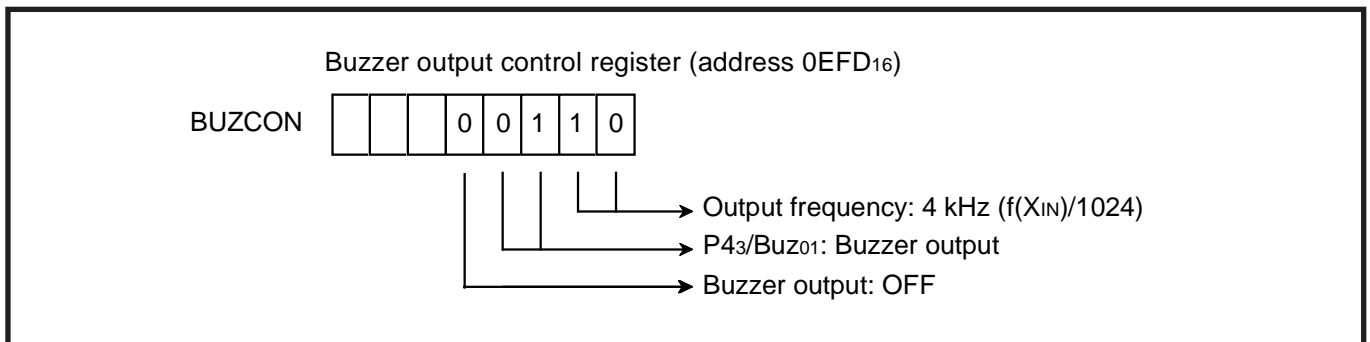 Buzzer output control register (address 0EFD16)
BUZCON 0 0 1 1 0
Output frequency: 4 kHz (f(XIN)/1024)
P43/Buz01: Buzzer output
Buzzer output: OFF